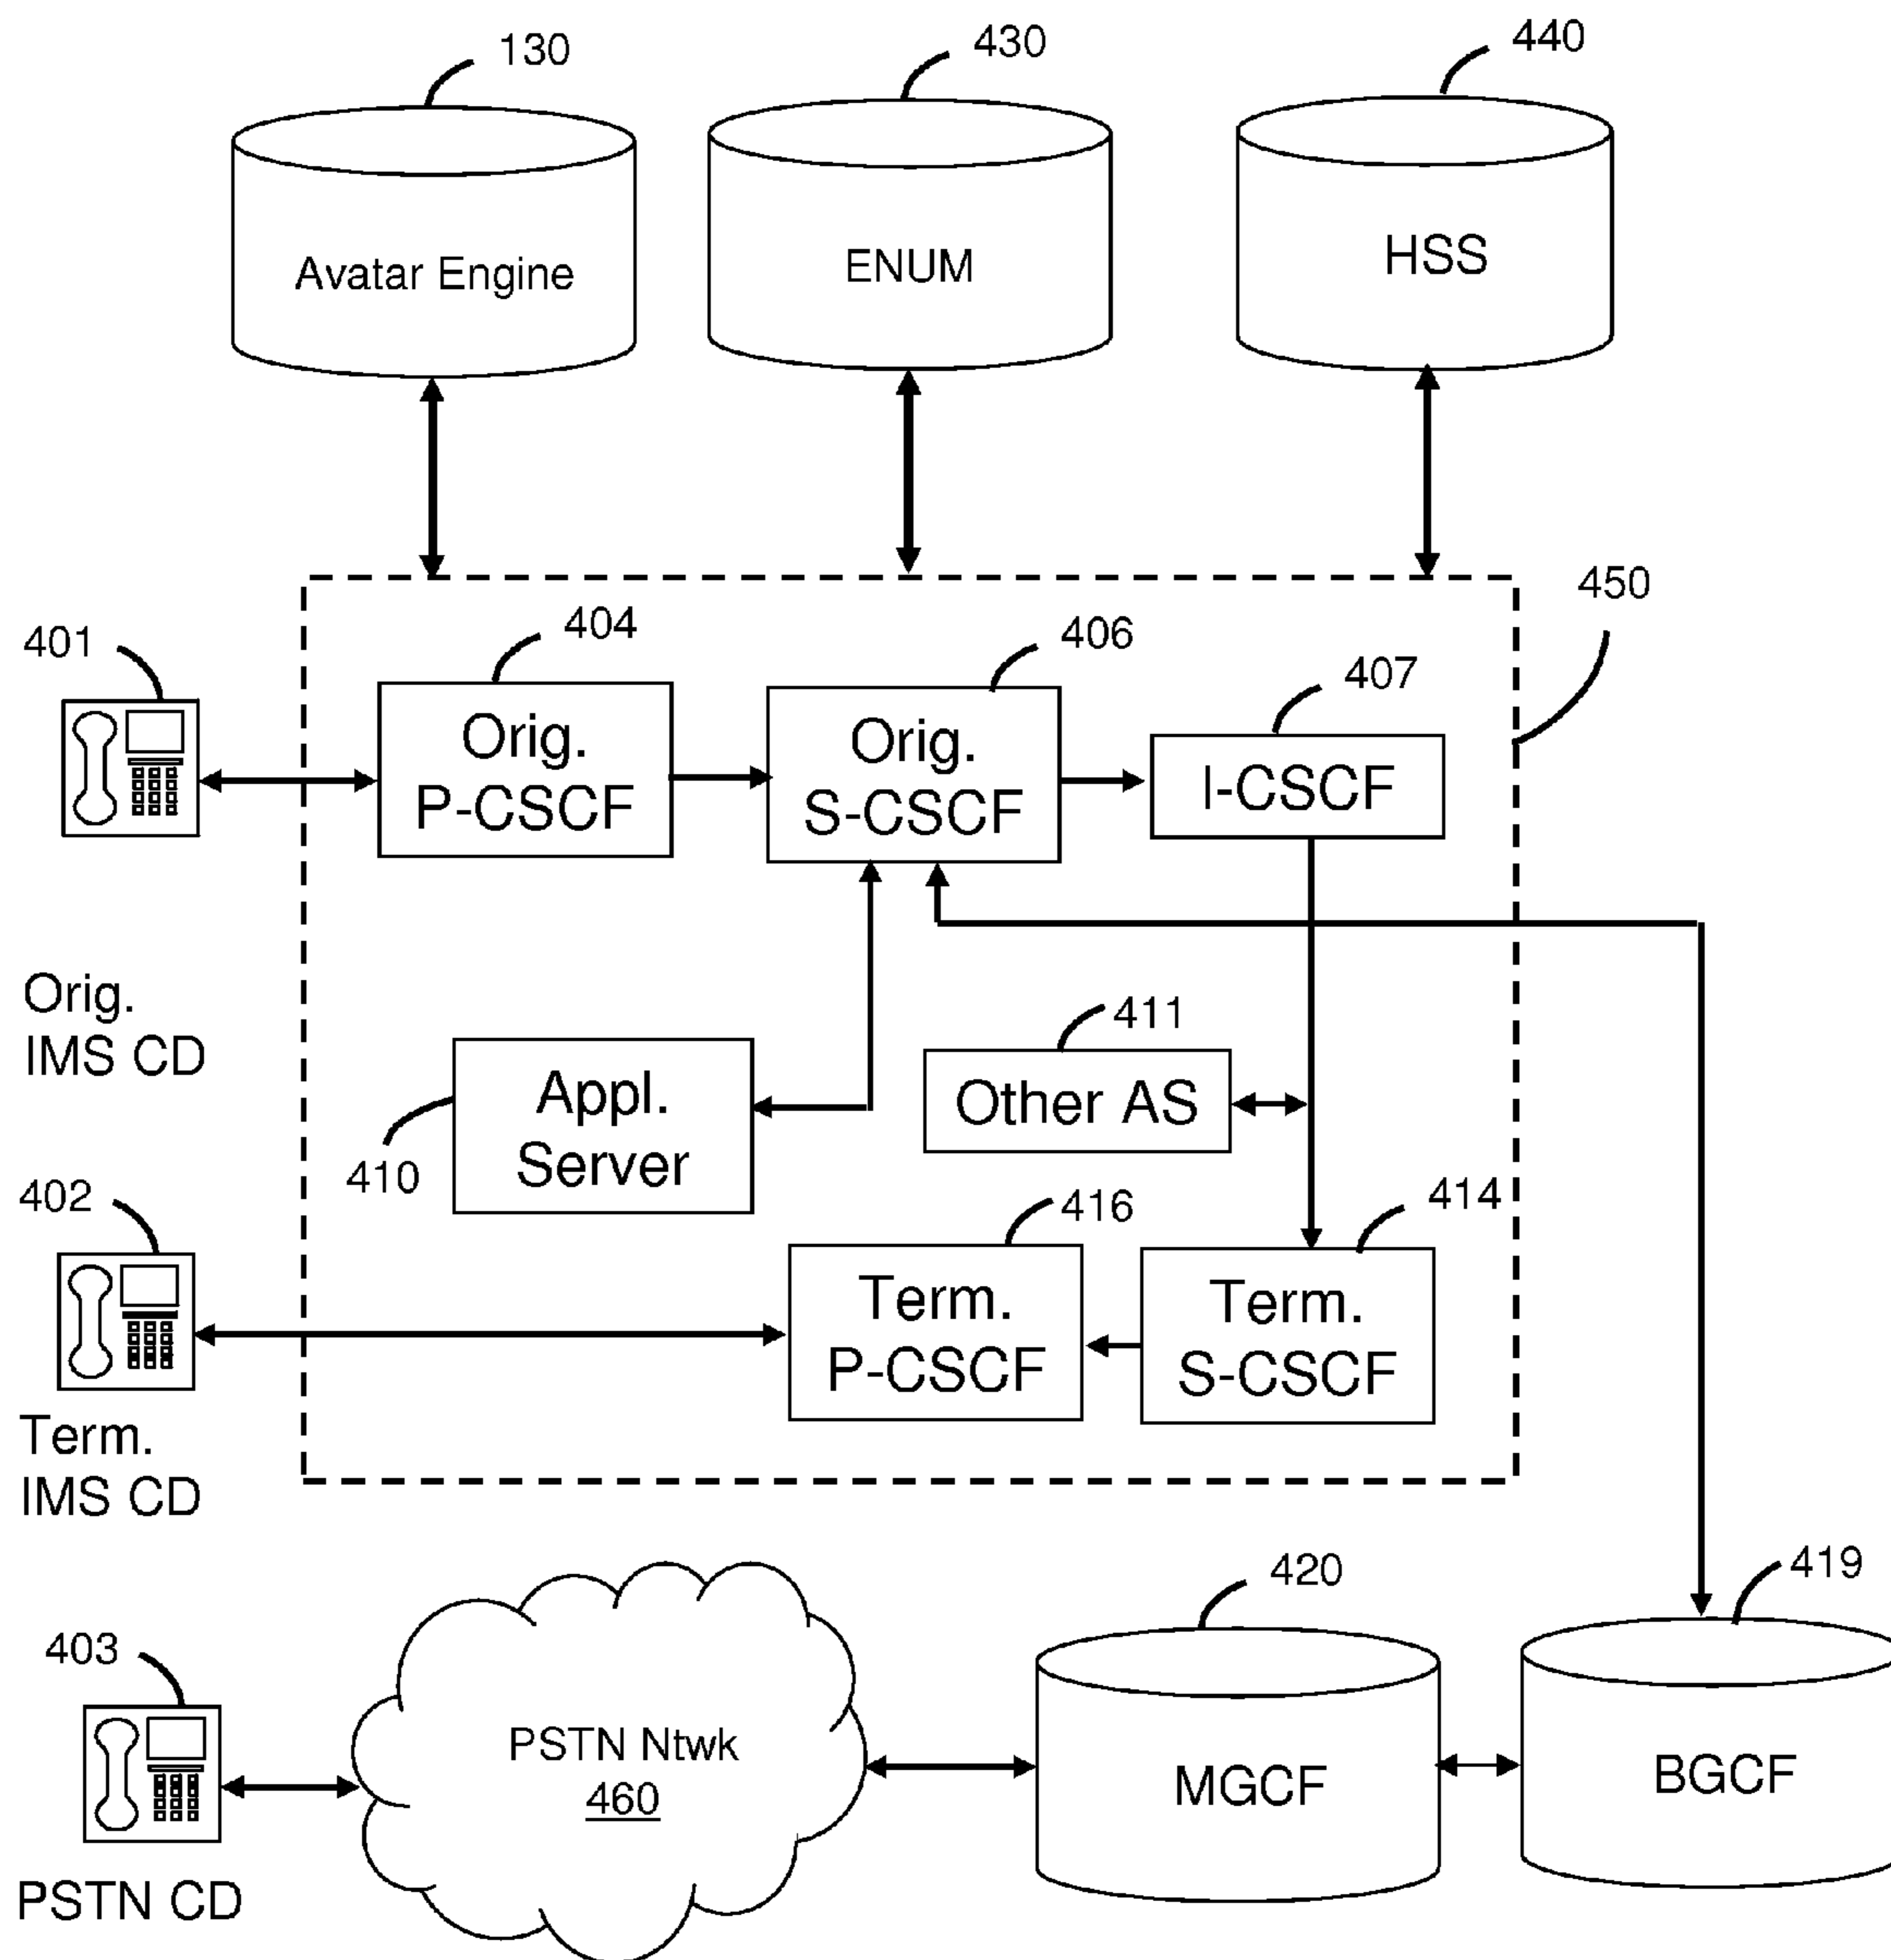 130
430
440
Avatar Engine
ENUM
HSS
450
401
404
406
407
Orig.
P-CSCF
Orig.
S-CSCF
I-CSCF
Orig.
IMS CD
411
Appl.
Server
Other AS
410
402
416
414
Term.
P-CSCF
Term.
S-CSCF
Term.
IMS CD
420
419
403
PSTN Ntwk
460
MGCF
BGCF
PSTN CD